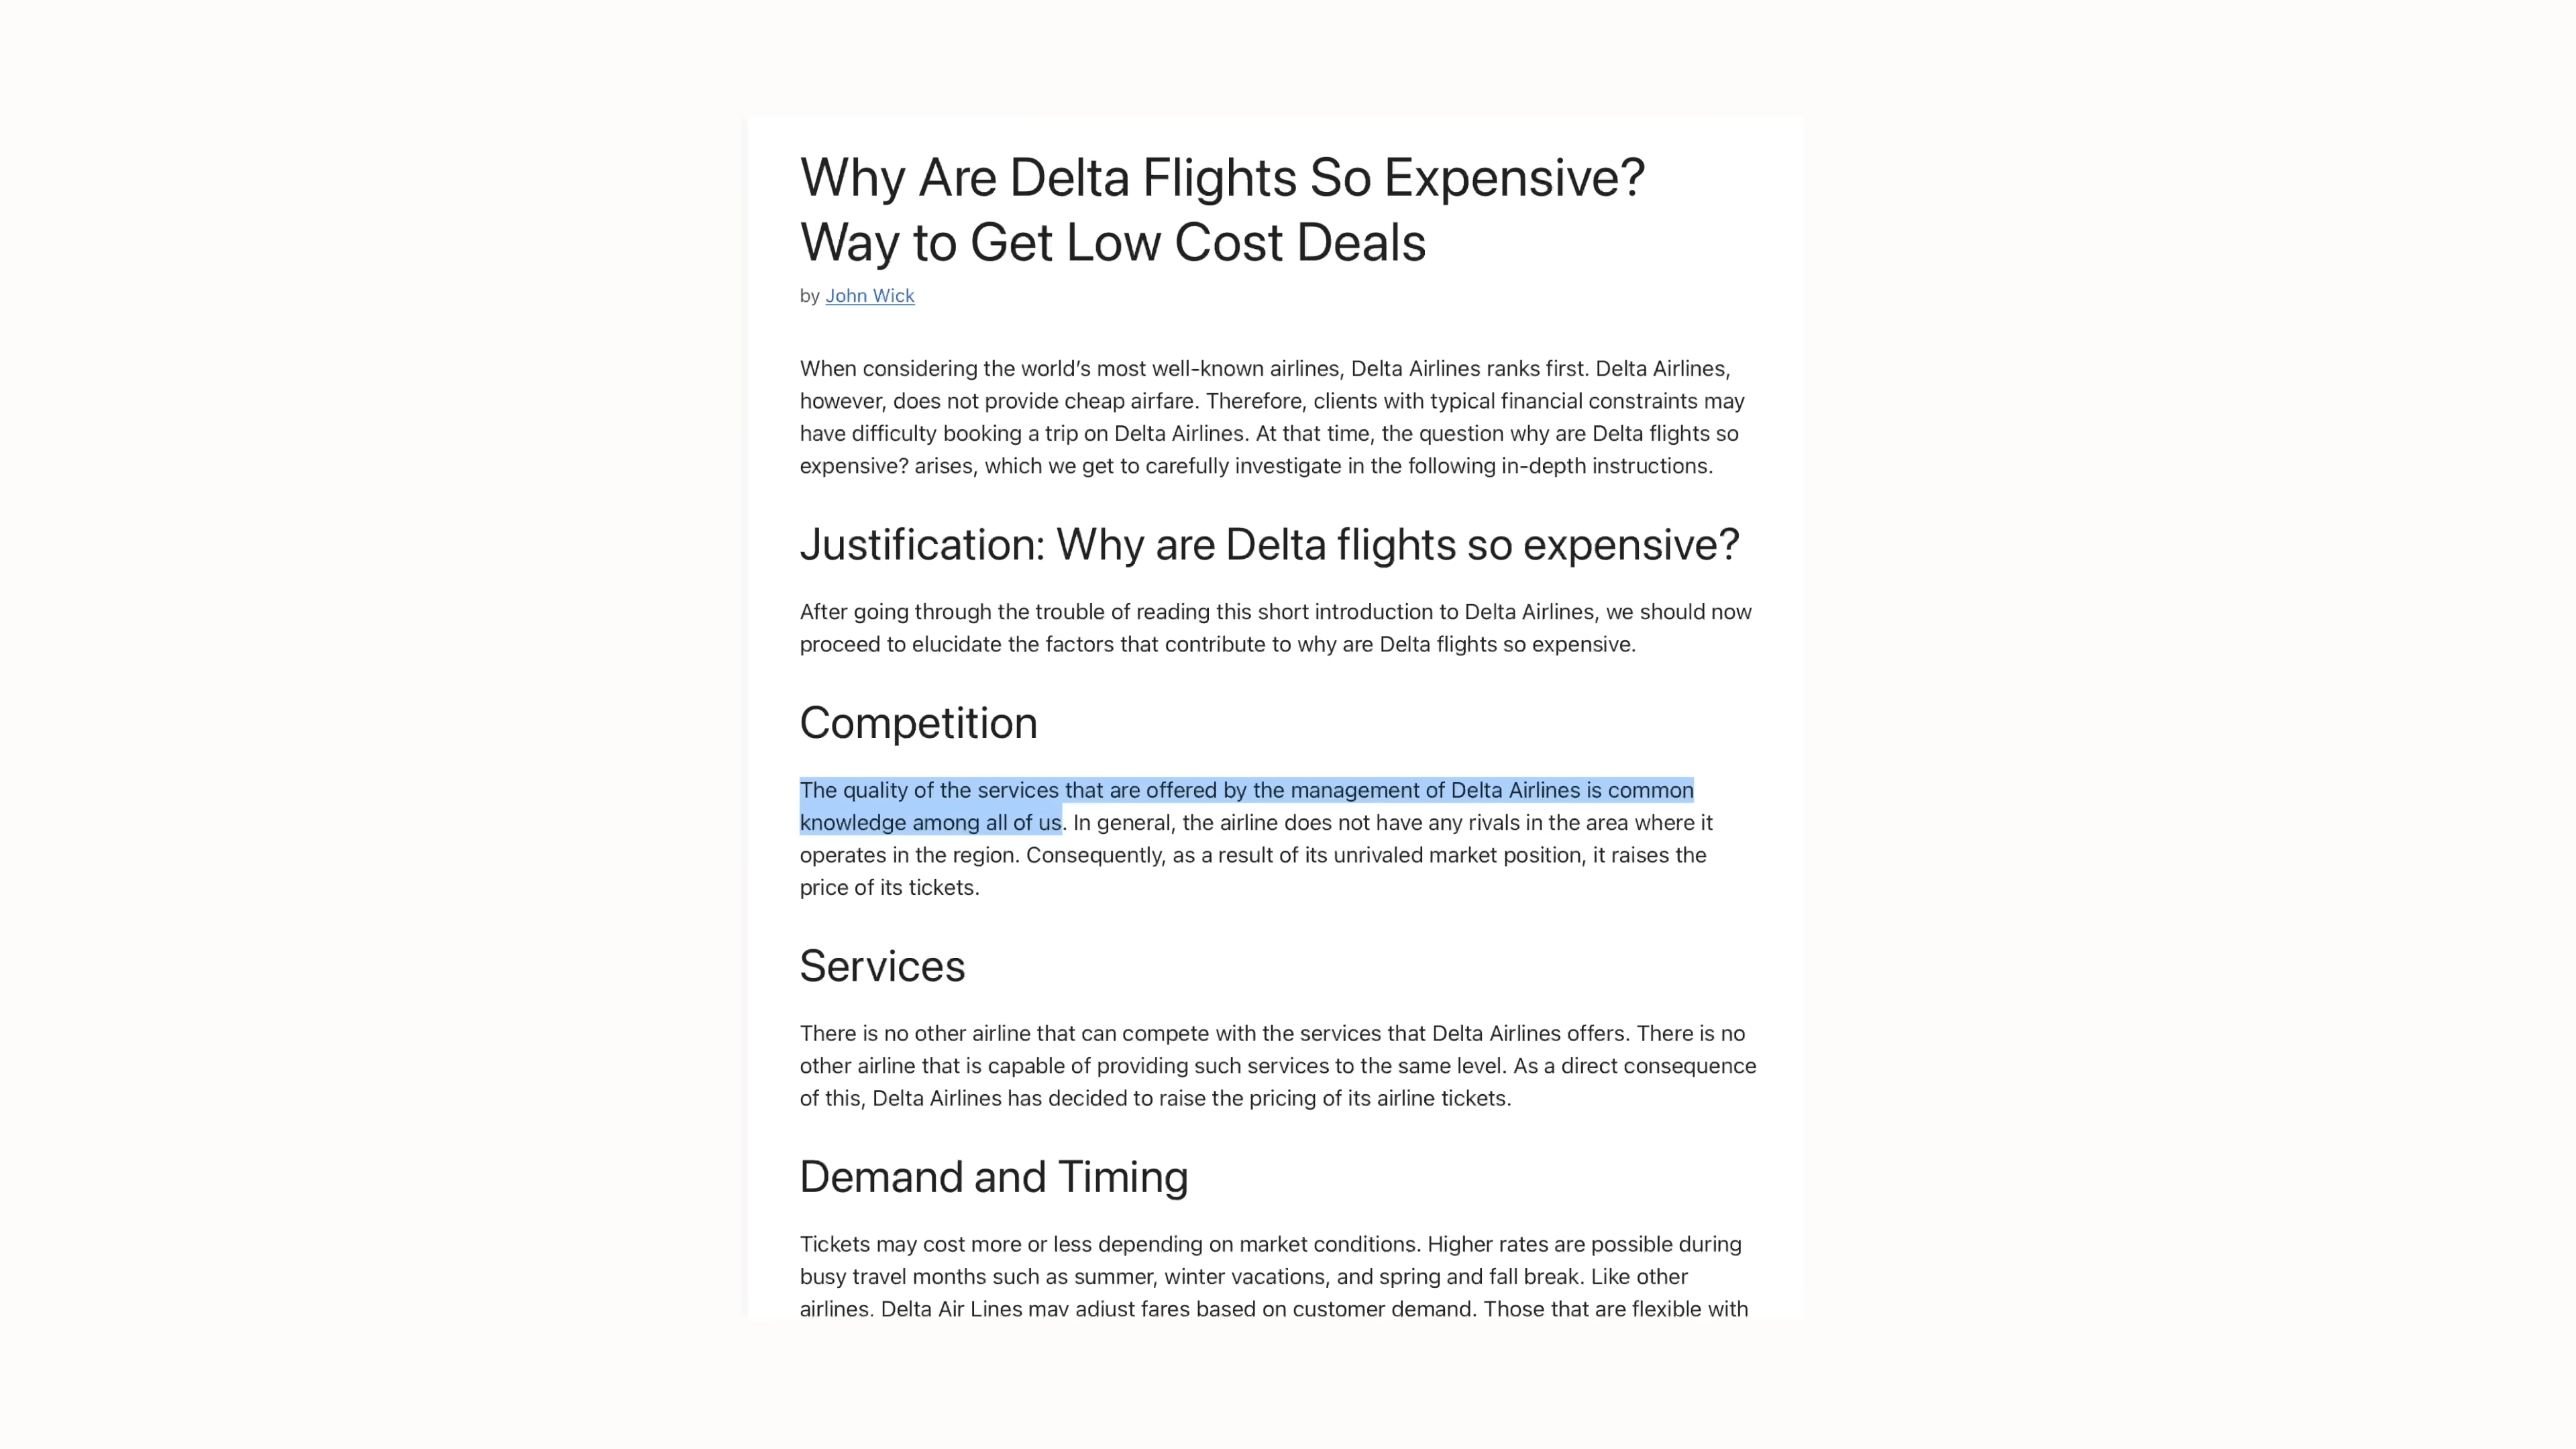 Why Are Delta Flights So Expensive?
Way to Get Low Cost Deals
by John Wick
When considering the world’s most well-known airlines, Delta Airlines ranks first. Delta Airlines,
however, does not provide cheap airfare. Therefore, clients with typical financial constraints may
have difficulty booking a trip on Delta Airlines. At that time, the question why are Delta flights so
expensive? arises, which we get to carefully investigate in the following in-depth instructions.
Justification: Why are Delta flights so expensive?
After going through the trouble of reading this short introduction to Delta Airlines, we should now
proceed to elucidate the factors that contribute to why are Delta flights so expensive.
Competition
The quality of the services that are offered by the management of Delta Airlines is common
knowledge among all of us. In general, the airline does not have any rivals in the area where it
operates in the region. Consequently, as a result of its unrivaled market position, it raises the
price of its tickets.
Services
There is no other airline that can compete with the services that Delta Airlines offers. There is no
other airline that is capable of providing such services to the same level. As a direct consequence
of this, Delta Airlines has decided to raise the pricing of its airline tickets.
Demand and Timing
Tickets may cost more or less depending on market conditions. Higher rates are possible during
busy travel months such as summer, winter vacations, and spring and fall break. Like other
airlines, Delta Air Lines may adjust fares based on customer demand. Those that are flexible with